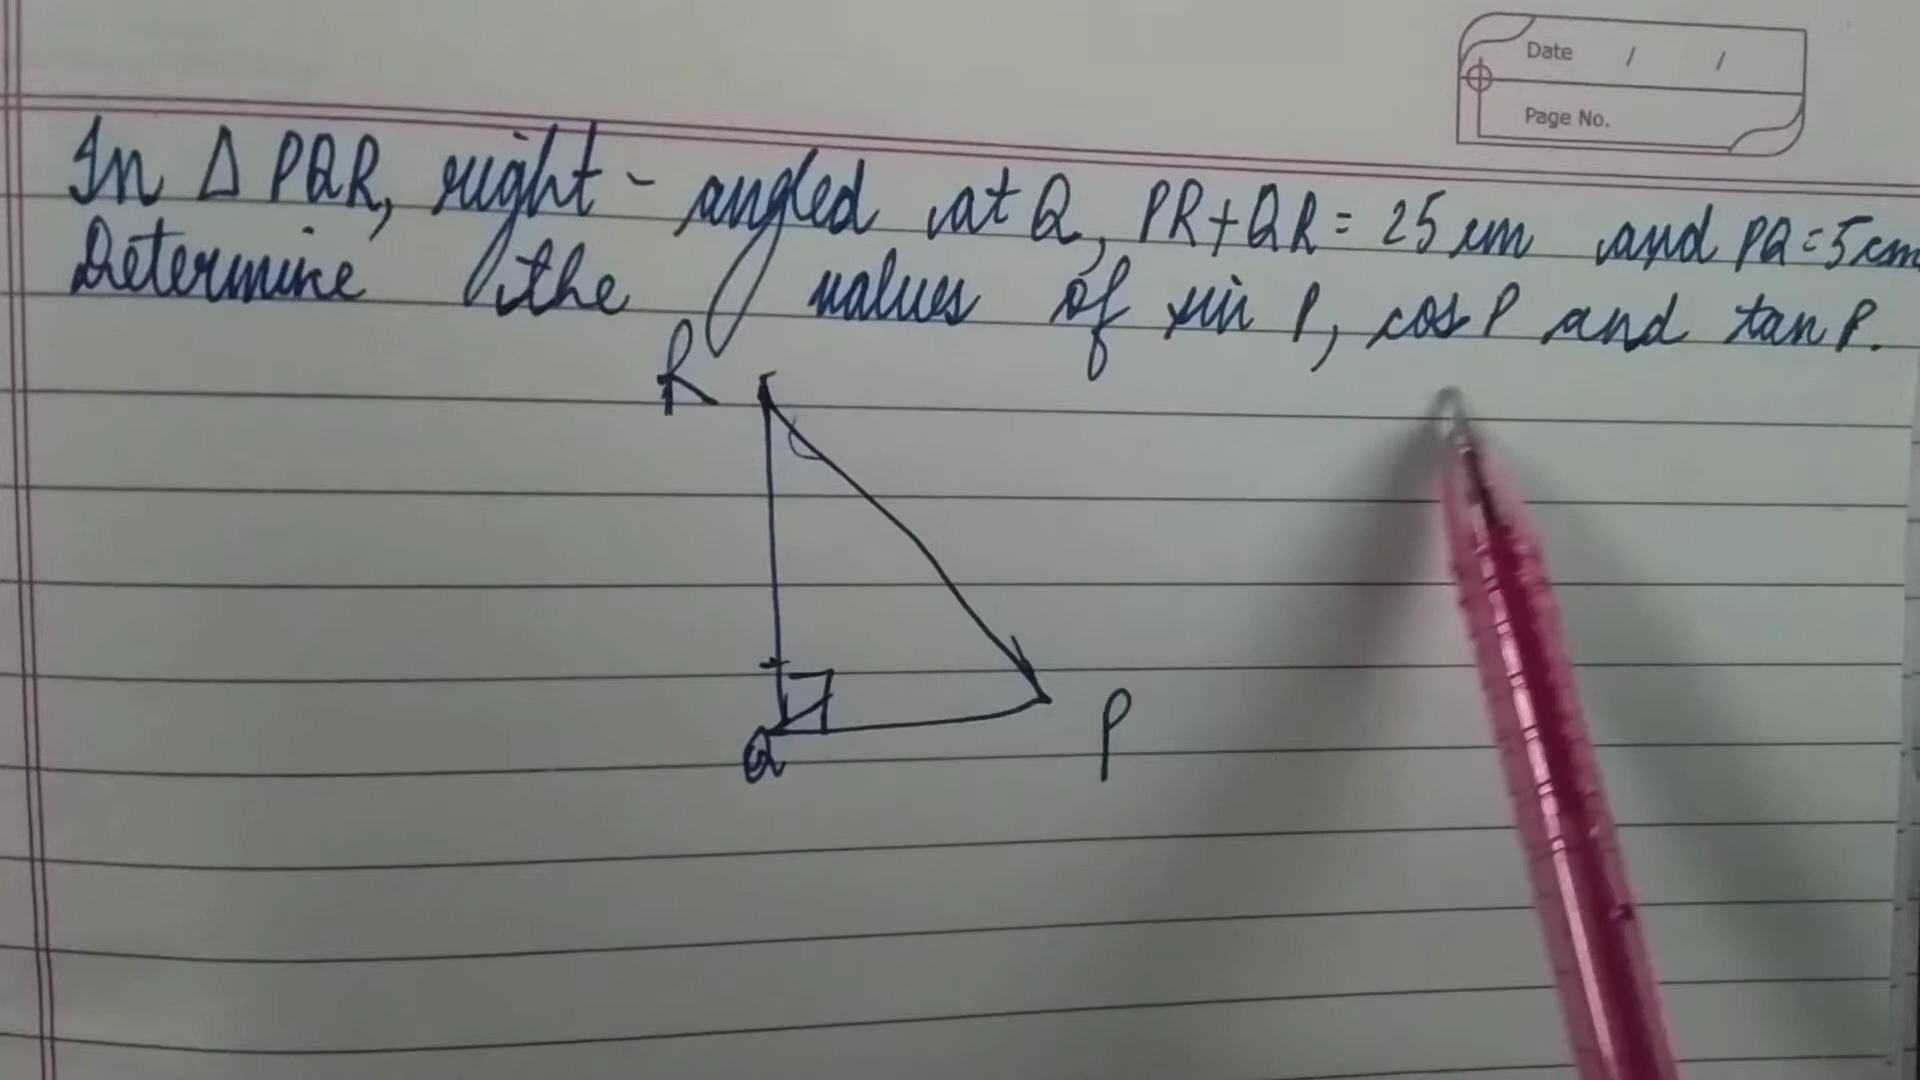 Date / /
Page No.
In Δ PQR, right - angled at Q, PR+QR = 25 cm and PQ = 5 cm
Determine the values of sin P, cos P and tan P.
R
Q
P